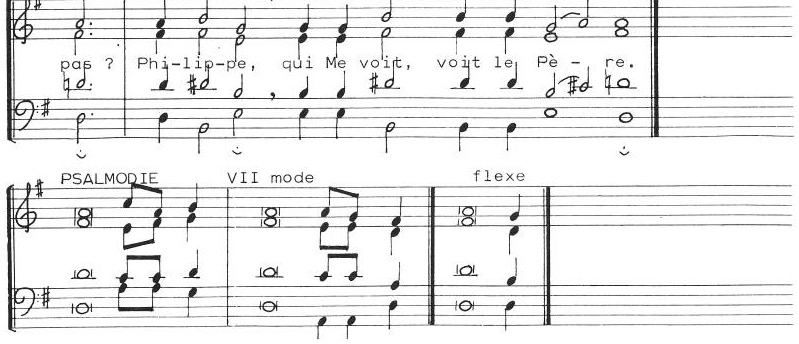 pas ? Phi-lip-pe, qui Me voit, voit le Pè - re.
PSALMODIE VII mode flexe